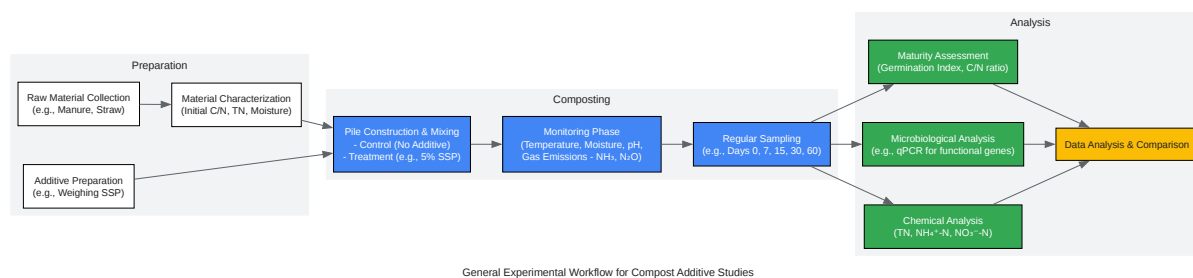 Preparation
Raw Material Collection
(e.g., Manure, Straw)
Material Characterization
(Initial C/N, TN, Moisture)
Additive Preparation
(e.g., Weighing SSP)
Composting
Pile Construction & Mixing
- Control (No Additive)
- Treatment (e.g., 5% SSP)
Monitoring Phase
(Temperature, Moisture, pH,
Gas Emissions - NH₃, N₂O)
Regular Sampling
(e.g., Days 0, 7, 15, 30, 60)
Analysis
Maturity Assessment
(Germination Index, C/N ratio)
Microbiological Analysis
(e.g., qPCR for functional genes)
Chemical Analysis
(TN, NH₄⁺-N, NO₃⁻-N)
Data Analysis & Comparison
General Experimental Workflow for Compost Additive Studies